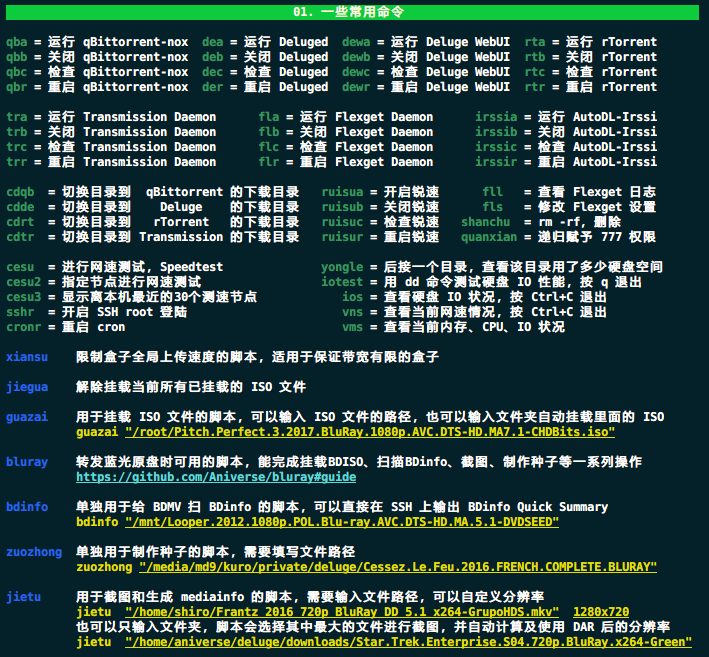 01. 一些常用命令
qba = 运行 qBittorrent-nox  dea = 运行 Deluged  dewa = 运行 Deluge WebUI  rta = 运行 rTorrent
qbb = 关闭 qBittorrent-nox  deb = 关闭 Deluged  dewb = 关闭 Deluge WebUI  rtb = 关闭 rTorrent
qbc = 检查 qBittorrent-nox  dec = 检查 Deluged  dewc = 检查 Deluge WebUI  rtc = 检查 rTorrent
qbr = 重启 qBittorrent-nox  der = 重启 Deluged  dewr = 重启 Deluge WebUI  rtr = 重启 rTorrent
tra = 运行 Transmission Daemon      fla = 运行 Flexget Daemon      irssia = 运行 AutoDL-Irssi
trb = 关闭 Transmission Daemon      flb = 关闭 Flexget Daemon      irssib = 关闭 AutoDL-Irssi
trc = 检查 Transmission Daemon      flc = 检查 Flexget Daemon      irssic = 检查 AutoDL-Irssi
trr = 重启 Transmission Daemon      flr = 重启 Flexget Daemon      irssir = 重启 AutoDL-Irssi
cdqb  = 切换目录到  qBittorrent 的下载目录   ruisua = 开启锐速      fll   = 查看 Flexget 日志
cdde  = 切换目录到    Deluge    的下载目录   ruisub = 关闭锐速      fls   = 修改 Flexget 设置
cdrt  = 切换目录到   rTorrent   的下载目录   ruisuc = 检查锐速   shanchu  = rm -rf, 删除
cdtr  = 切换目录到 Transmission 的下载目录   ruisur = 重启锐速   quanxian = 递归赋予 777 权限
cesu  = 进行网速测试, Speedtest              yongle = 后接一个目录，查看该目录用了多少硬盘空间
cesu2 = 指定节点进行网速测试                 iotest = 用 dd 命令测试硬盘 IO 性能，按 q 退出
cesu3 = 显示离本机最近的30个测速节点            ios = 查看硬盘 IO 状况，按 Ctrl+C 退出
sshr  = 开启 SSH root 登陆                      vns = 查看当前网速情况，按 Ctrl+C 退出
cronr = 重启 cron                               vms = 查看当前内存、CPU、IO 状况
xiansu    限制盒子全局上传速度的脚本，适用于保证带宽有限的盒子
jiegua    解除挂载当前所有已挂载的 ISO 文件
guazai    用于挂载 ISO 文件的脚本，可以输入 ISO 文件的路径，也可以输入文件夹自动挂载里面的 ISO
guazai "/root/Pitch.Perfect.3.2017.BluRay.1080p.AVC.DTS-HD.MA7.1-CHDBits.iso"
bluray    转发蓝光原盘时可用的脚本，能完成挂载BDISO、扫描BDinfo、截图、制作种子等一系列操作
https://github.com/Aniverse/bluray#guide
bdinfo    单独用于给 BDMV 扫 BDinfo 的脚本，可以直接在 SSH 上输出 BDinfo Quick Summary
bdinfo "/mnt/Looper.2012.1080p.POL.Blu-ray.AVC.DTS-HD.MA.5.1-DVDSEED"
zuozhong  单独用于制作种子的脚本，需要填写文件路径
zuozhong "/media/md9/kuro/private/deluge/Cessez.Le.Feu.2016.FRENCH.COMPLETE.BLURAY"
jietu     用于截图和生成 mediainfo 的脚本，需要输入文件路径，可以自定义分辨率
jietu  "/home/shiro/Frantz 2016 720p BluRay DD 5.1 x264-GrupoHDS.mkv"  1280x720
也可以只输入文件夹，脚本会选择其中最大的文件进行截图，并自动计算及使用 DAR 后的分辨率
jietu  "/home/aniverse/deluge/downloads/Star.Trek.Enterprise.S04.720p.BluRay.x264-Green"